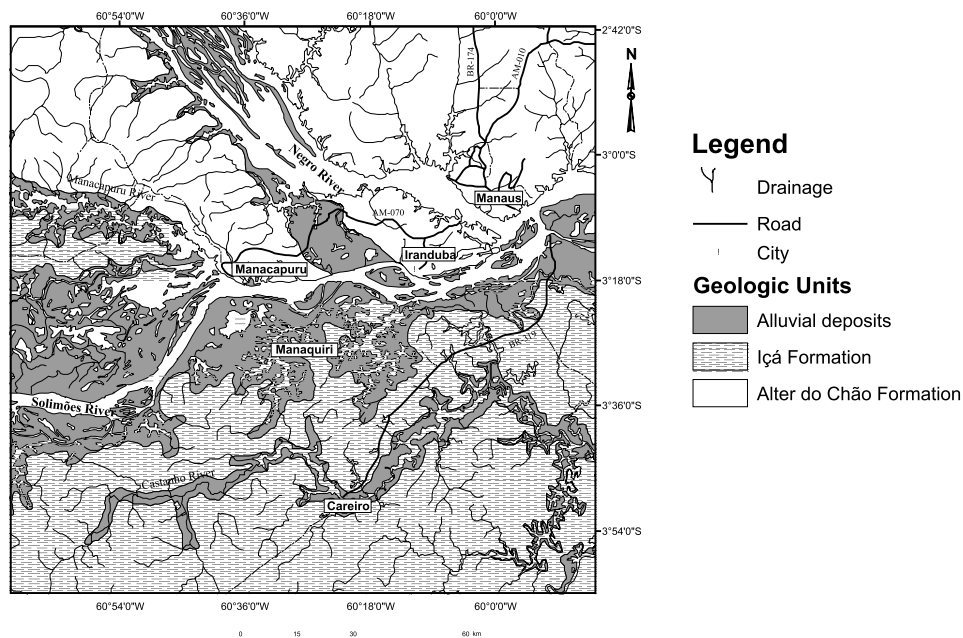 60°54'0"W 60°36'0"W 60°18'0"W 60°0'0"W
2°42'0"S
N
BR-174
AM-010
3°0'0"S
Negro River
Manacapuru River
Manaus
AM-070
Iranduba
Manacapuru
3°18'0"S
BR-
Manaquiri
Solimões River
3°36'0"S
Castanho River
Careiro
3°54'0"S
60°54'0"W 60°36'0"W 60°18'0"W 60°0'0"W
0 15 30 60 km
Legend
Drainage
Road
City
Geologic Units
Alluvial deposits
Içá Formation
Alter do Chão Formation